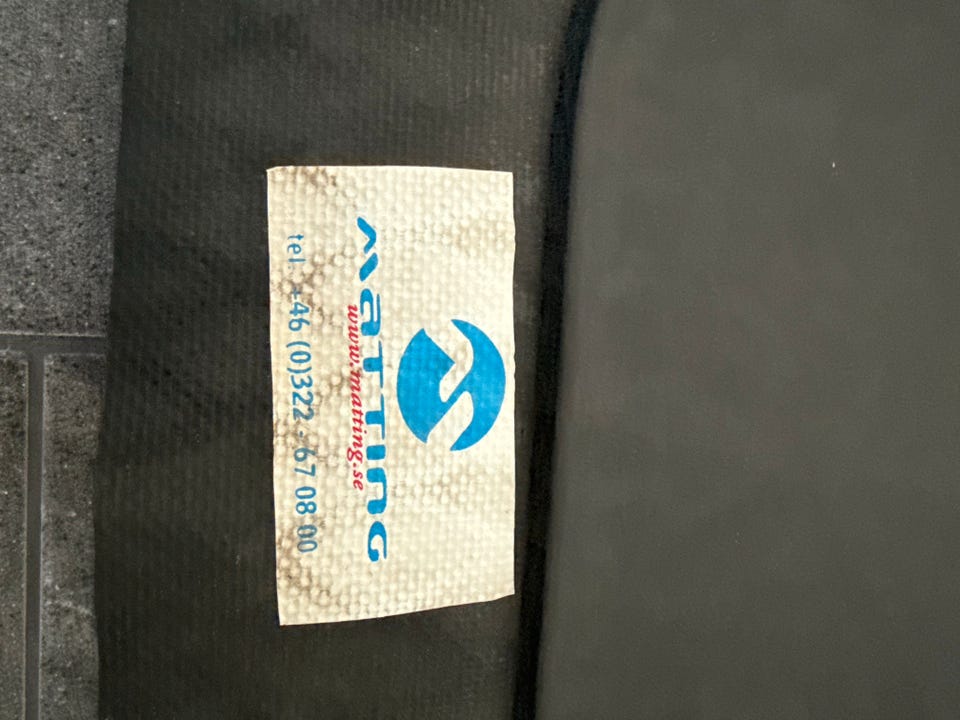 MATTING
www.matting.se
tel. +46 (0)322 - 67 08 00